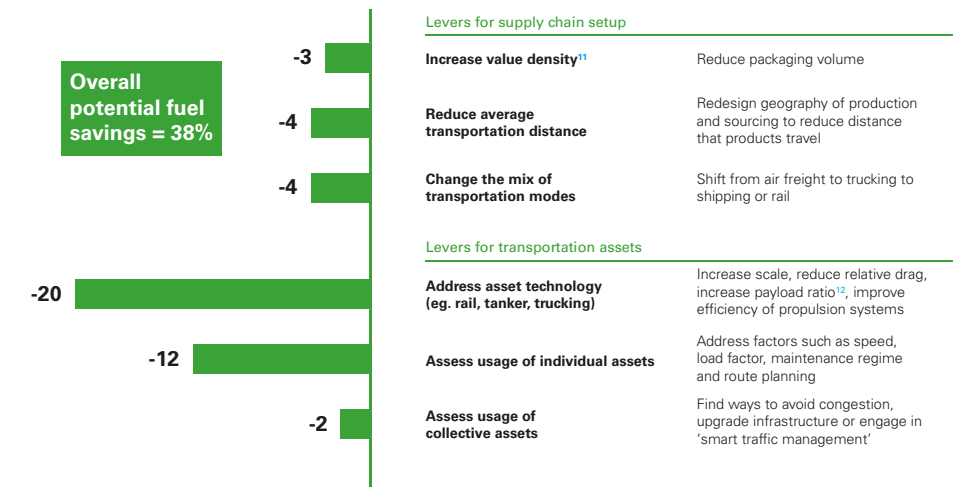 Overall
potential fuel
savings = 38%
Levers for supply chain setup
-3
Increase value density¹¹
Reduce packaging volume
-4
Reduce average
transportation distance
Redesign geography of production
and sourcing to reduce distance
that products travel
-4
Change the mix of
transportation modes
Shift from air freight to trucking to
shipping or rail
Levers for transportation assets
-20
Address asset technology
(eg. rail, tanker, trucking)
Increase scale, reduce relative drag,
increase payload ratio¹², improve
efficiency of propulsion systems
-12
Assess usage of individual assets
Address factors such as speed,
load factor, maintenance regime
and route planning
-2
Assess usage of
collective assets
Find ways to avoid congestion,
upgrade infrastructure or engage in
‘smart traffic management’